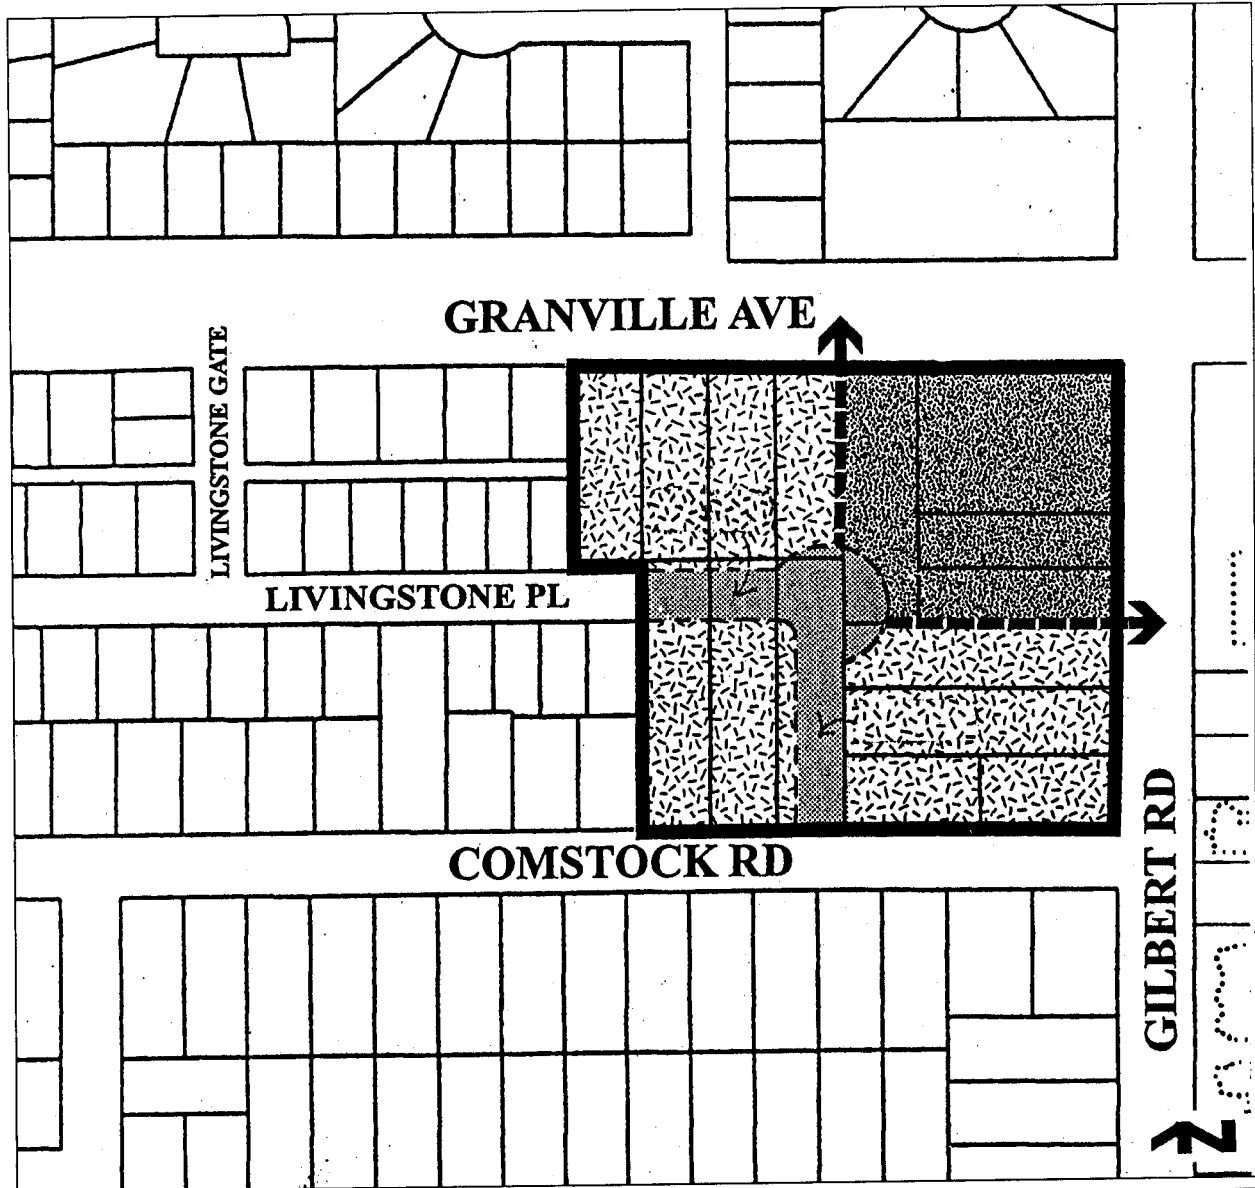 GRANVILLE AVE
LIVINGSTONE GATE
LIVINGSTONE PL
COMSTOCK RD
GILBERT RD
N